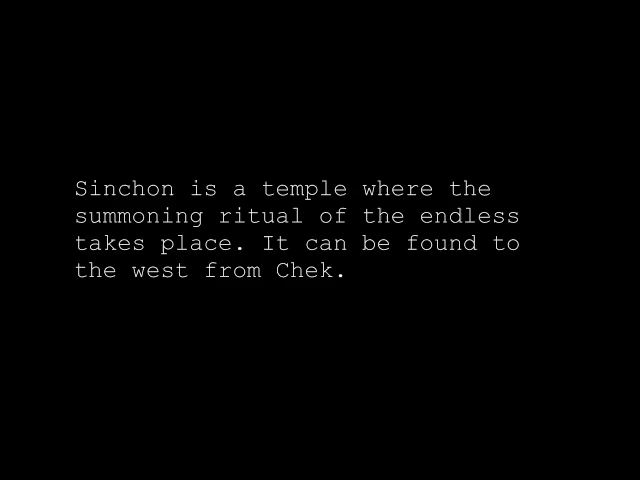 Sinchon is a temple where the
summoning ritual of the endless
takes place. It can be found to
the west from Chek.